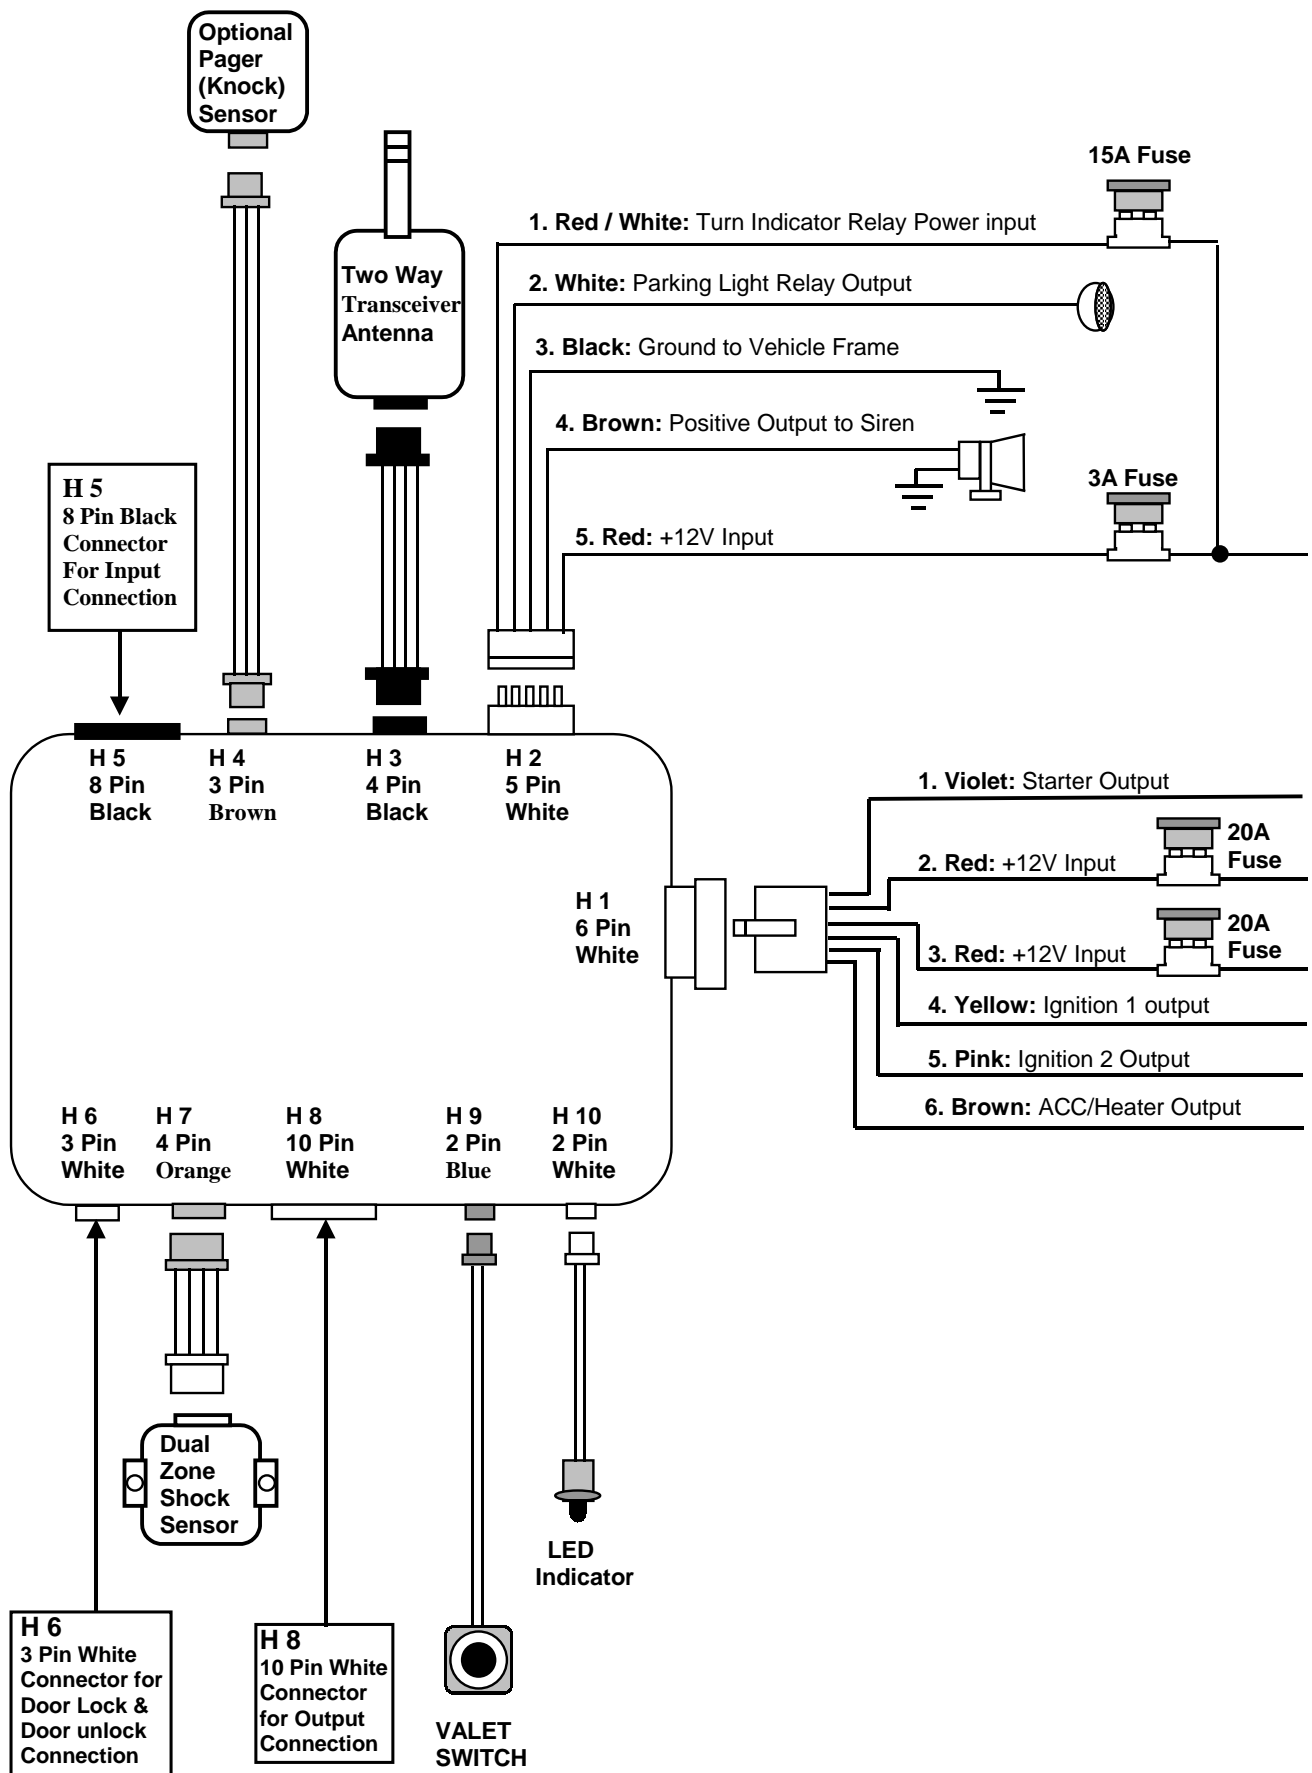 Optional
Pager
(Knock)
Sensor
15A Fuse
1. Red / White: Turn Indicator Relay Power input
Two Way
Transceiver
Antenna
2. White: Parking Light Relay Output
3. Black: Ground to Vehicle Frame
4. Brown: Positive Output to Siren
3A Fuse
5. Red: +12V Input
H 5
8 Pin Black
Connector
For Input
Connection
H 5
8 Pin
Black
H 4
3 Pin
Brown
H 3
4 Pin
Black
H 2
5 Pin
White
H 1
6 Pin
White
1. Violet: Starter Output
20A
Fuse
2. Red: +12V Input
20A
Fuse
3. Red: +12V Input
4. Yellow: Ignition 1 output
5. Pink: Ignition 2 Output
6. Brown: ACC/Heater Output
H 6
3 Pin
White
H 7
4 Pin
Orange
H 8
10 Pin
White
H 9
2 Pin
Blue
H 10
2 Pin
White
Dual
Zone
Shock
Sensor
LED
Indicator
H 6
3 Pin White
Connector for
Door Lock &
Door unlock
Connection
H 8
10 Pin White
Connector
for Output
Connection
VALET
SWITCH